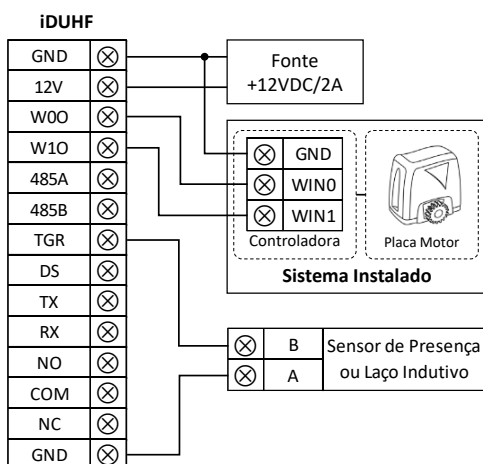 iDUHF
GND
12V
W0O
W1O
485A
485B
TGR
DS
TX
RX
NO
COM
NC
GND
Fonte
+12VDC/2A
GND
WIN0
WIN1
Controladora
Placa Motor
Sistema Instalado
B
A
Sensor de Presença
ou Laço Indutivo